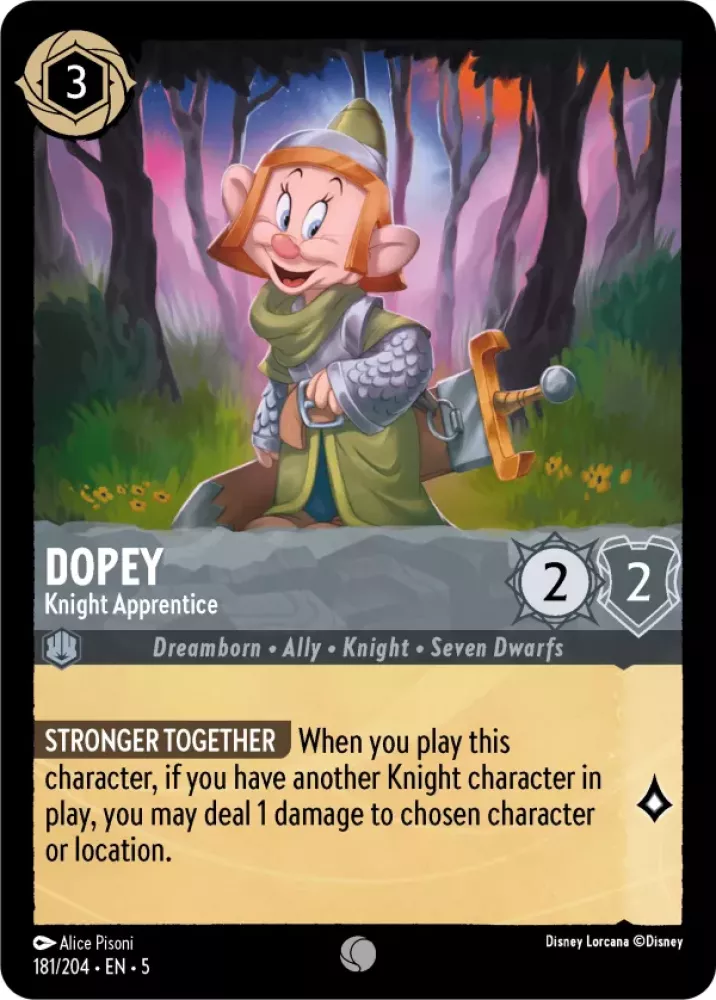 3
DOPEY
Knight Apprentice
2
2
Dreamborn • Ally • Knight • Seven Dwarfs
STRONGER TOGETHER When you play this
character, if you have another Knight character in
play, you may deal 1 damage to chosen character
or location.
Alice Pisoni
Disney Lorcana ©Disney
181/204 • EN • 5